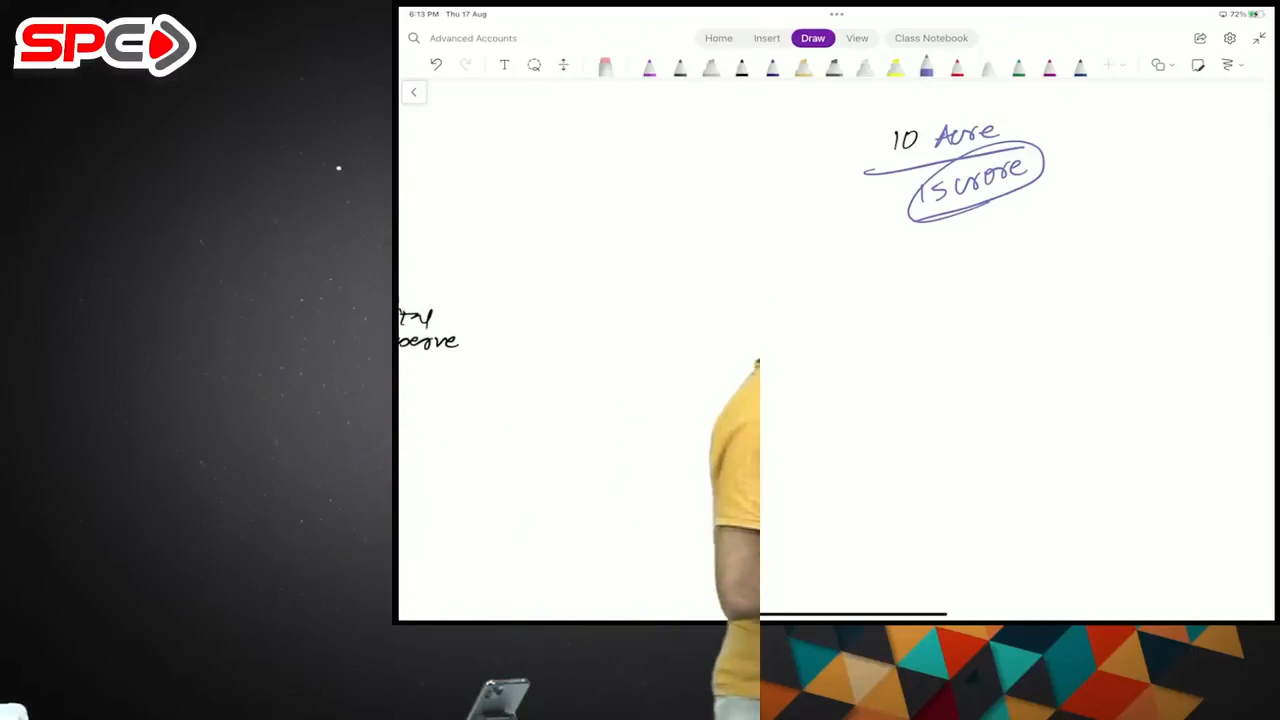 SPE
6:13 PM Thu 17 Aug
72%
Advanced Accounts
Home Insert Draw View Class Notebook
10 Acre
15 crore